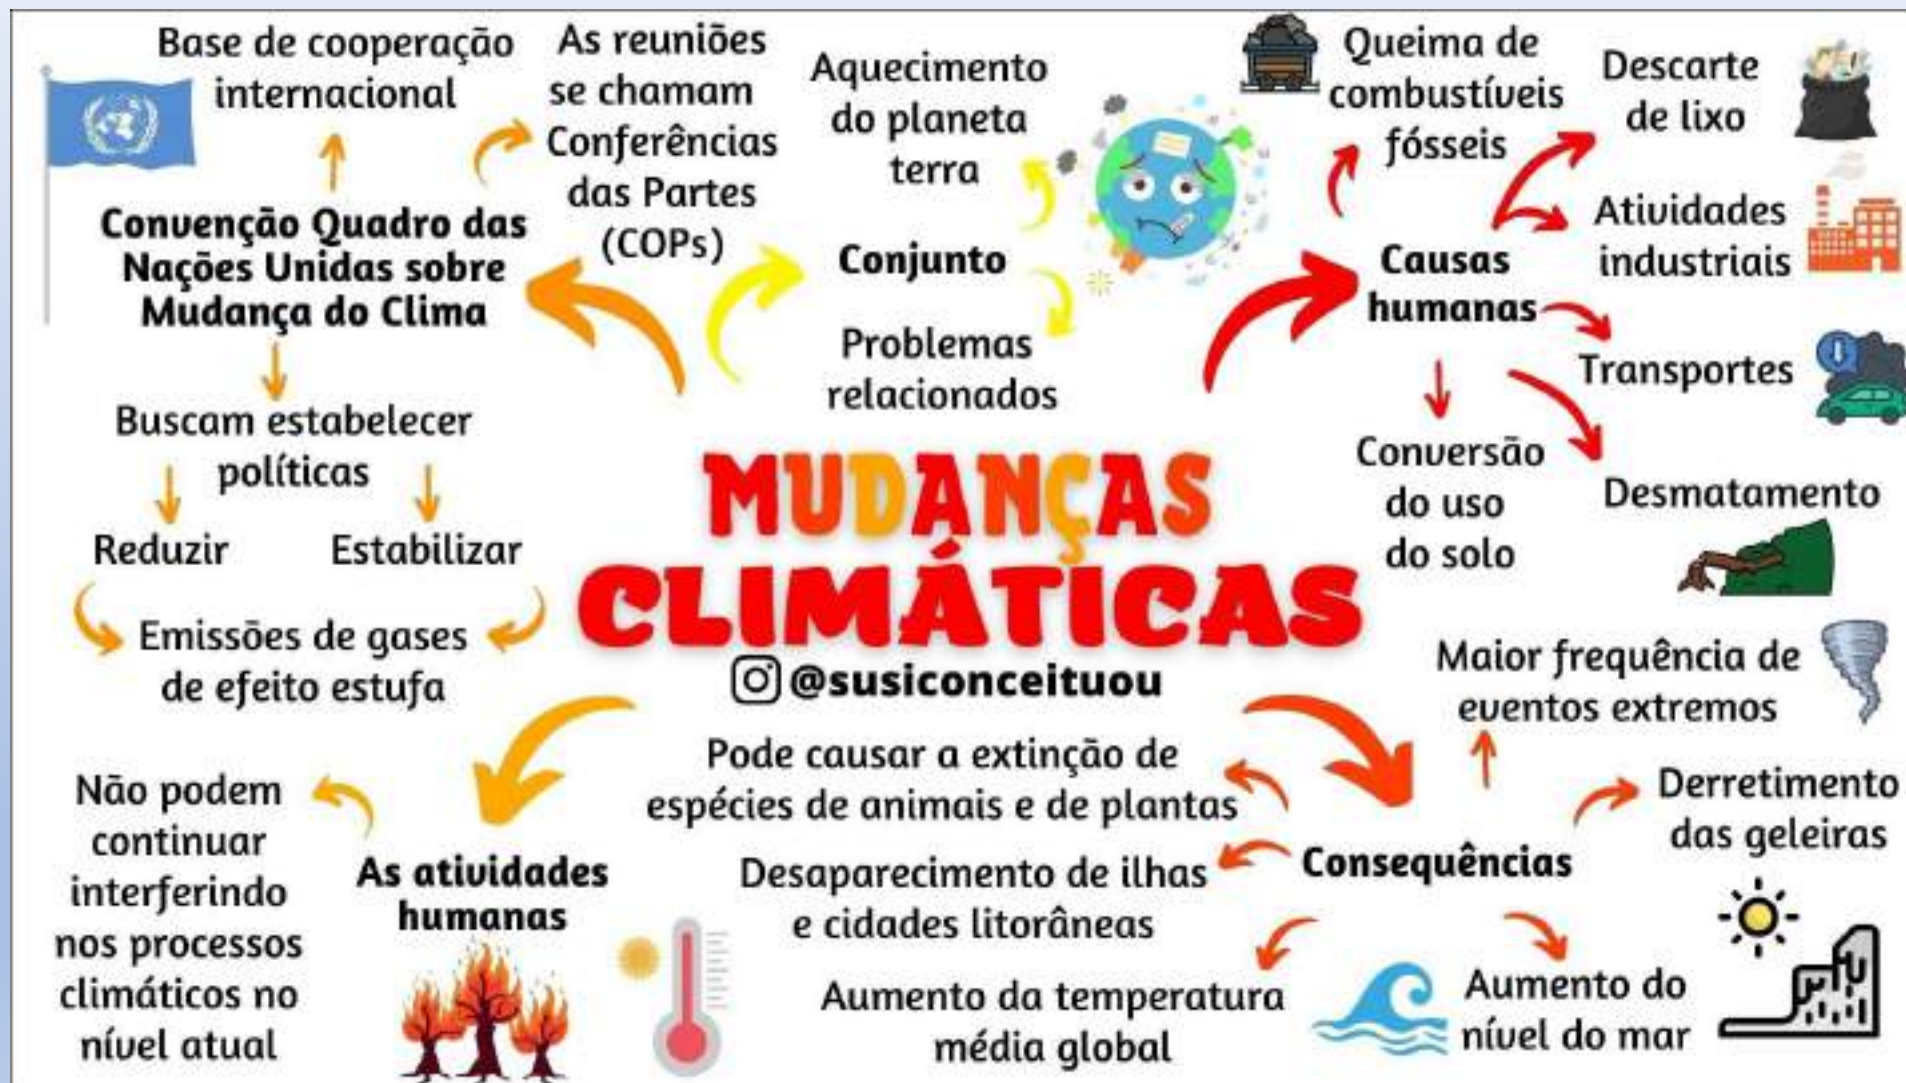 Base de cooperação
internacional
As reuniões
se chamam
Conferências
das Partes
(COPs)
Convenção Quadro das
Nações Unidas sobre
Mudança do Clima
Buscam estabelecer
políticas
Reduzir
Estabilizar
Emissões de gases
de efeito estufa
Aquecimento
do planeta
terra
Conjunto
Problemas
relacionados
Queima de
combustíveis
fósseis
Descarte
de lixo
Atividades
industriais
Causas
humanas
Transportes
Conversão
do uso
do solo
Desmatamento
MUDANÇAS
CLIMÁTICAS
@susiconceituou
Não podem
continuar
interferindo
nos processos
climáticos no
nível atual
As atividades
humanas
Pode causar a extinção de
espécies de animais e de plantas
Desaparecimento de ilhas
e cidades litorâneas
Aumento da temperatura
média global
Consequências
Maior frequência de
eventos extremos
Derretimento
das geleiras
Aumento do
nível do mar